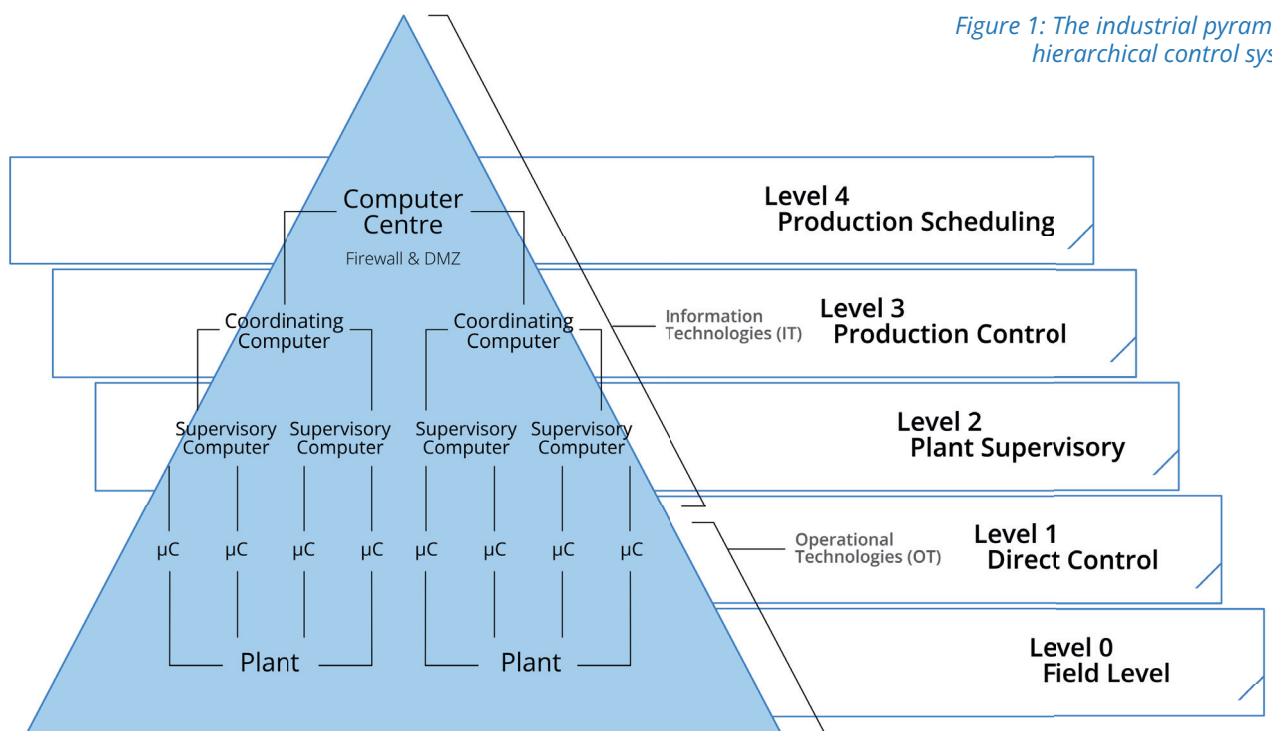 Figure 1: The industrial pyram
hierarchical control sys
Computer
Centre
Firewall & DMZ
Level 4
Production Scheduling
Coordinating
Computer
Coordinating
Computer
Information
Technologies (IT)
Level 3
Production Control
Supervisory
Computer
Supervisory
Computer
Supervisory
Computer
Supervisory
Computer
Level 2
Plant Supervisory
µC
µC
µC
µC
µC
µC
µC
µC
Operational
Technologies (OT)
Level 1
Direct Control
Plant
Plant
Level 0
Field Level